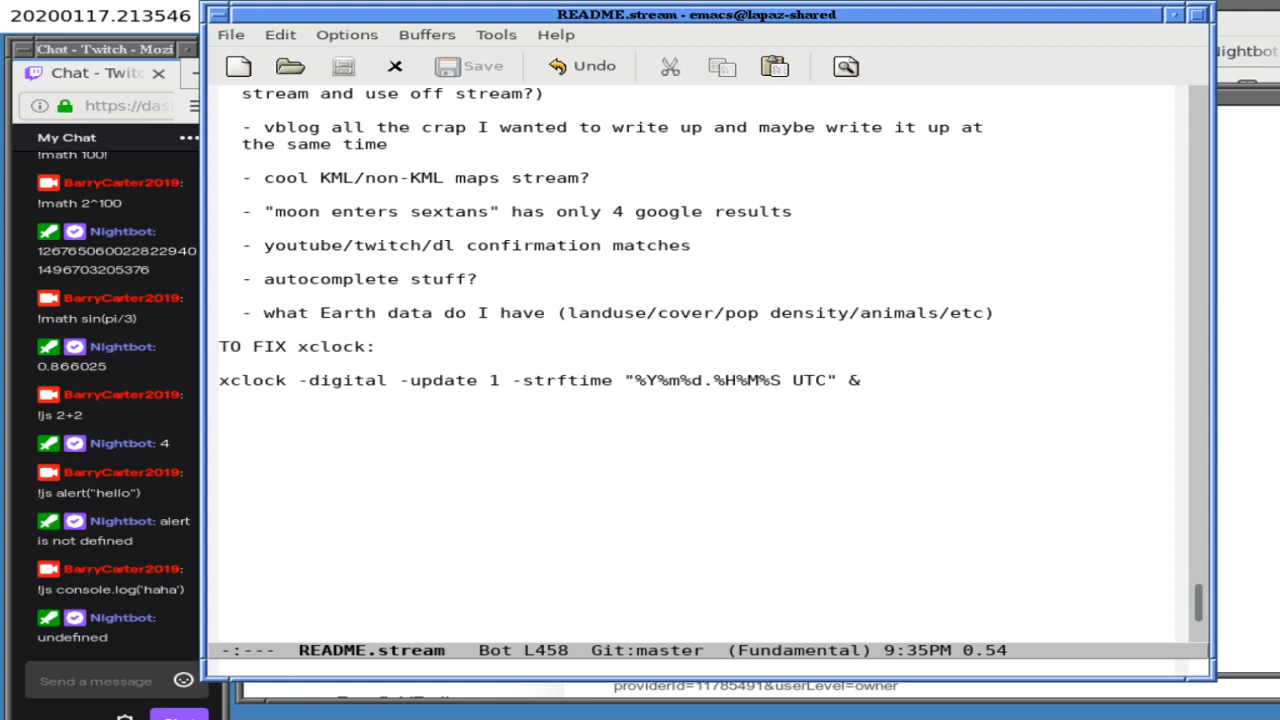 20200117.213546
README.stream - emacs@lapaz-shared
Chat - Twitch - Mozi
File Edit Options Buffers Tools Help
Chat - Twitc
Save Undo
https://das
My Chat
!math 100!
BarryCarter2019:
!math 2^100
Nightbot:
126765060022822940
1496703205376
BarryCarter2019:
!math sin(pi/3)
Nightbot:
0.866025
BarryCarter2019:
!js 2+2
Nightbot: 4
BarryCarter2019:
!js alert("hello")
Nightbot: alert
is not defined
BarryCarter2019:
!js console.log('haha')
Nightbot:
undefined
Send a message
stream and use off stream?)
- vblog all the crap I wanted to write up and maybe write it up at
the same time
- cool KML/non-KML maps stream?
- "moon enters sextans" has only 4 google results
- youtube/twitch/dl confirmation matches
- autocomplete stuff?
- what Earth data do I have (landuse/cover/pop density/animals/etc)
TO FIX xclock:
xclock -digital -update 1 -strftime "%Y%m%d.%H%M%S UTC" &
-:--- README.stream Bot L458 Git:master (Fundamental) 9:35PM 0.54
providerId=11785491&userLevel=owner
lightbot